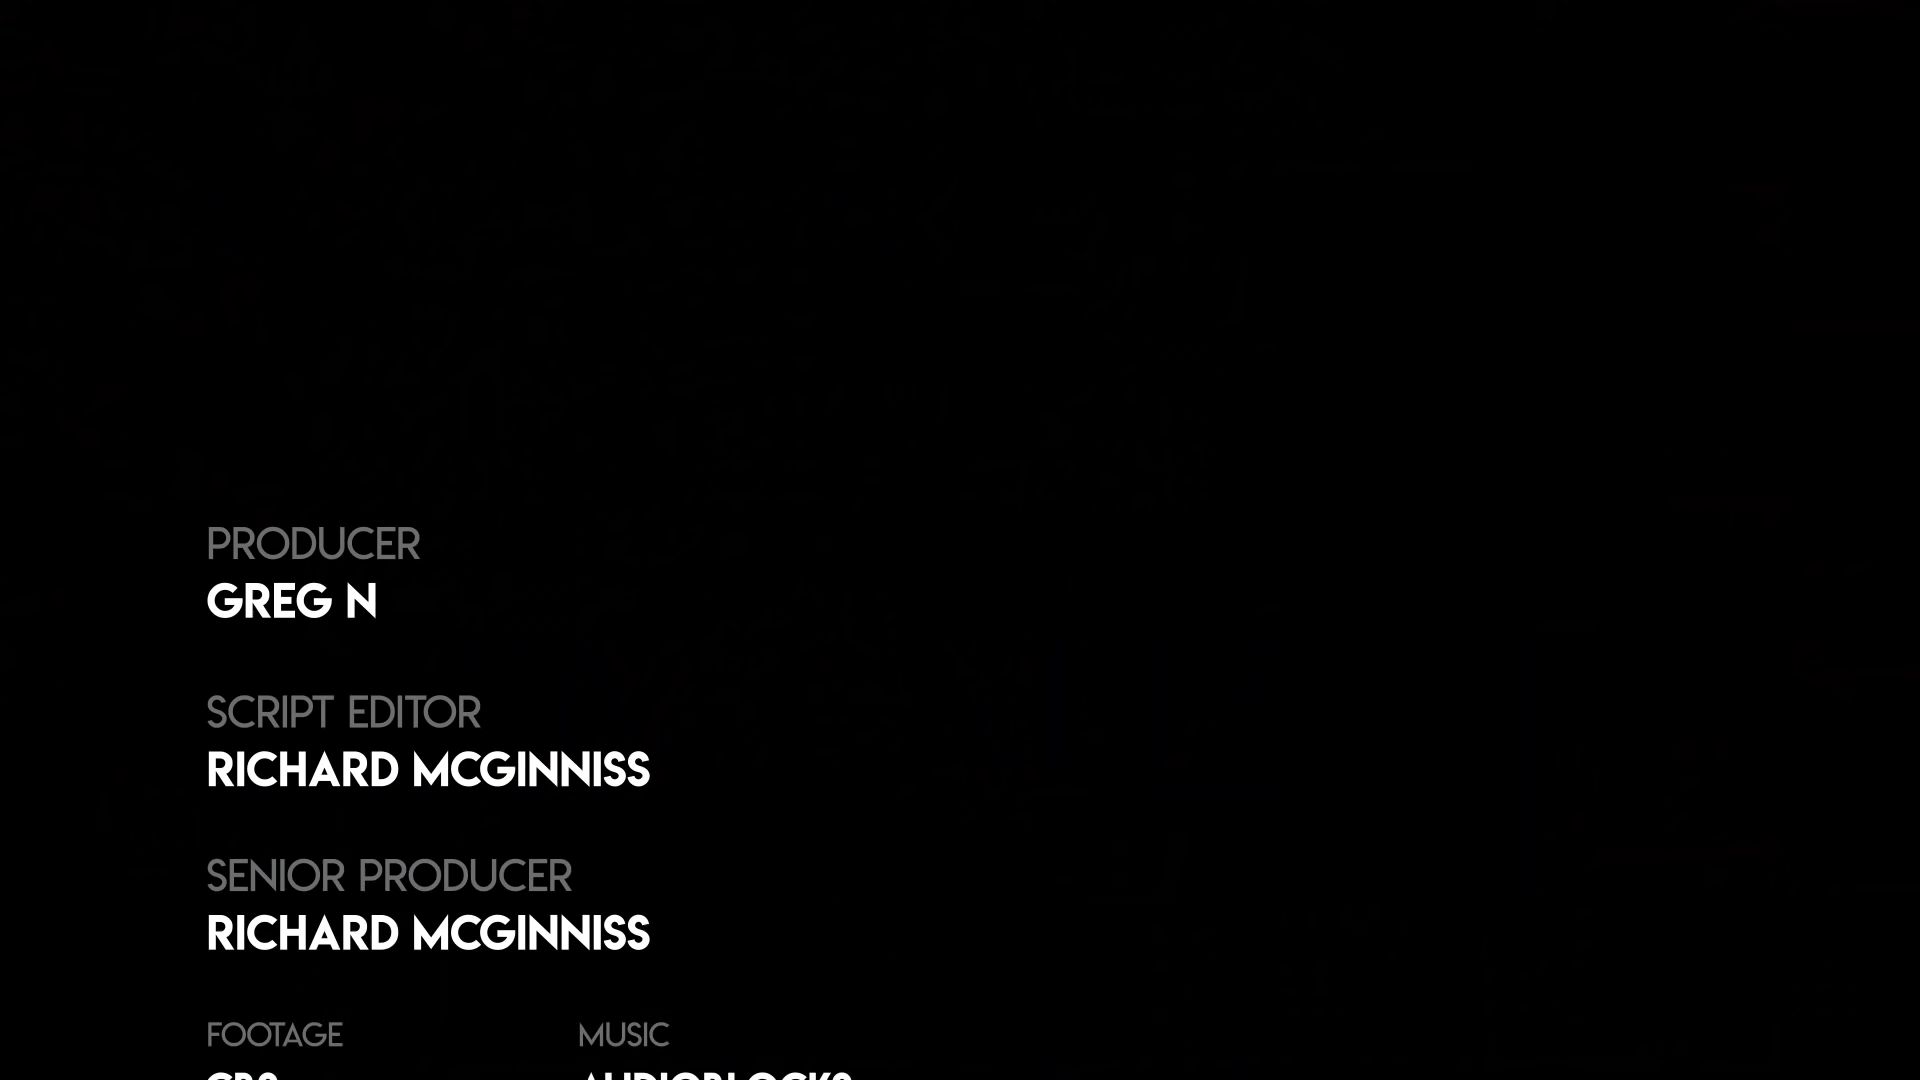 PRODUCER
GREG N
SCRIPT EDITOR
RICHARD MCGINNISS
SENIOR PRODUCER
RICHARD MCGINNISS
FOOTAGE MUSIC